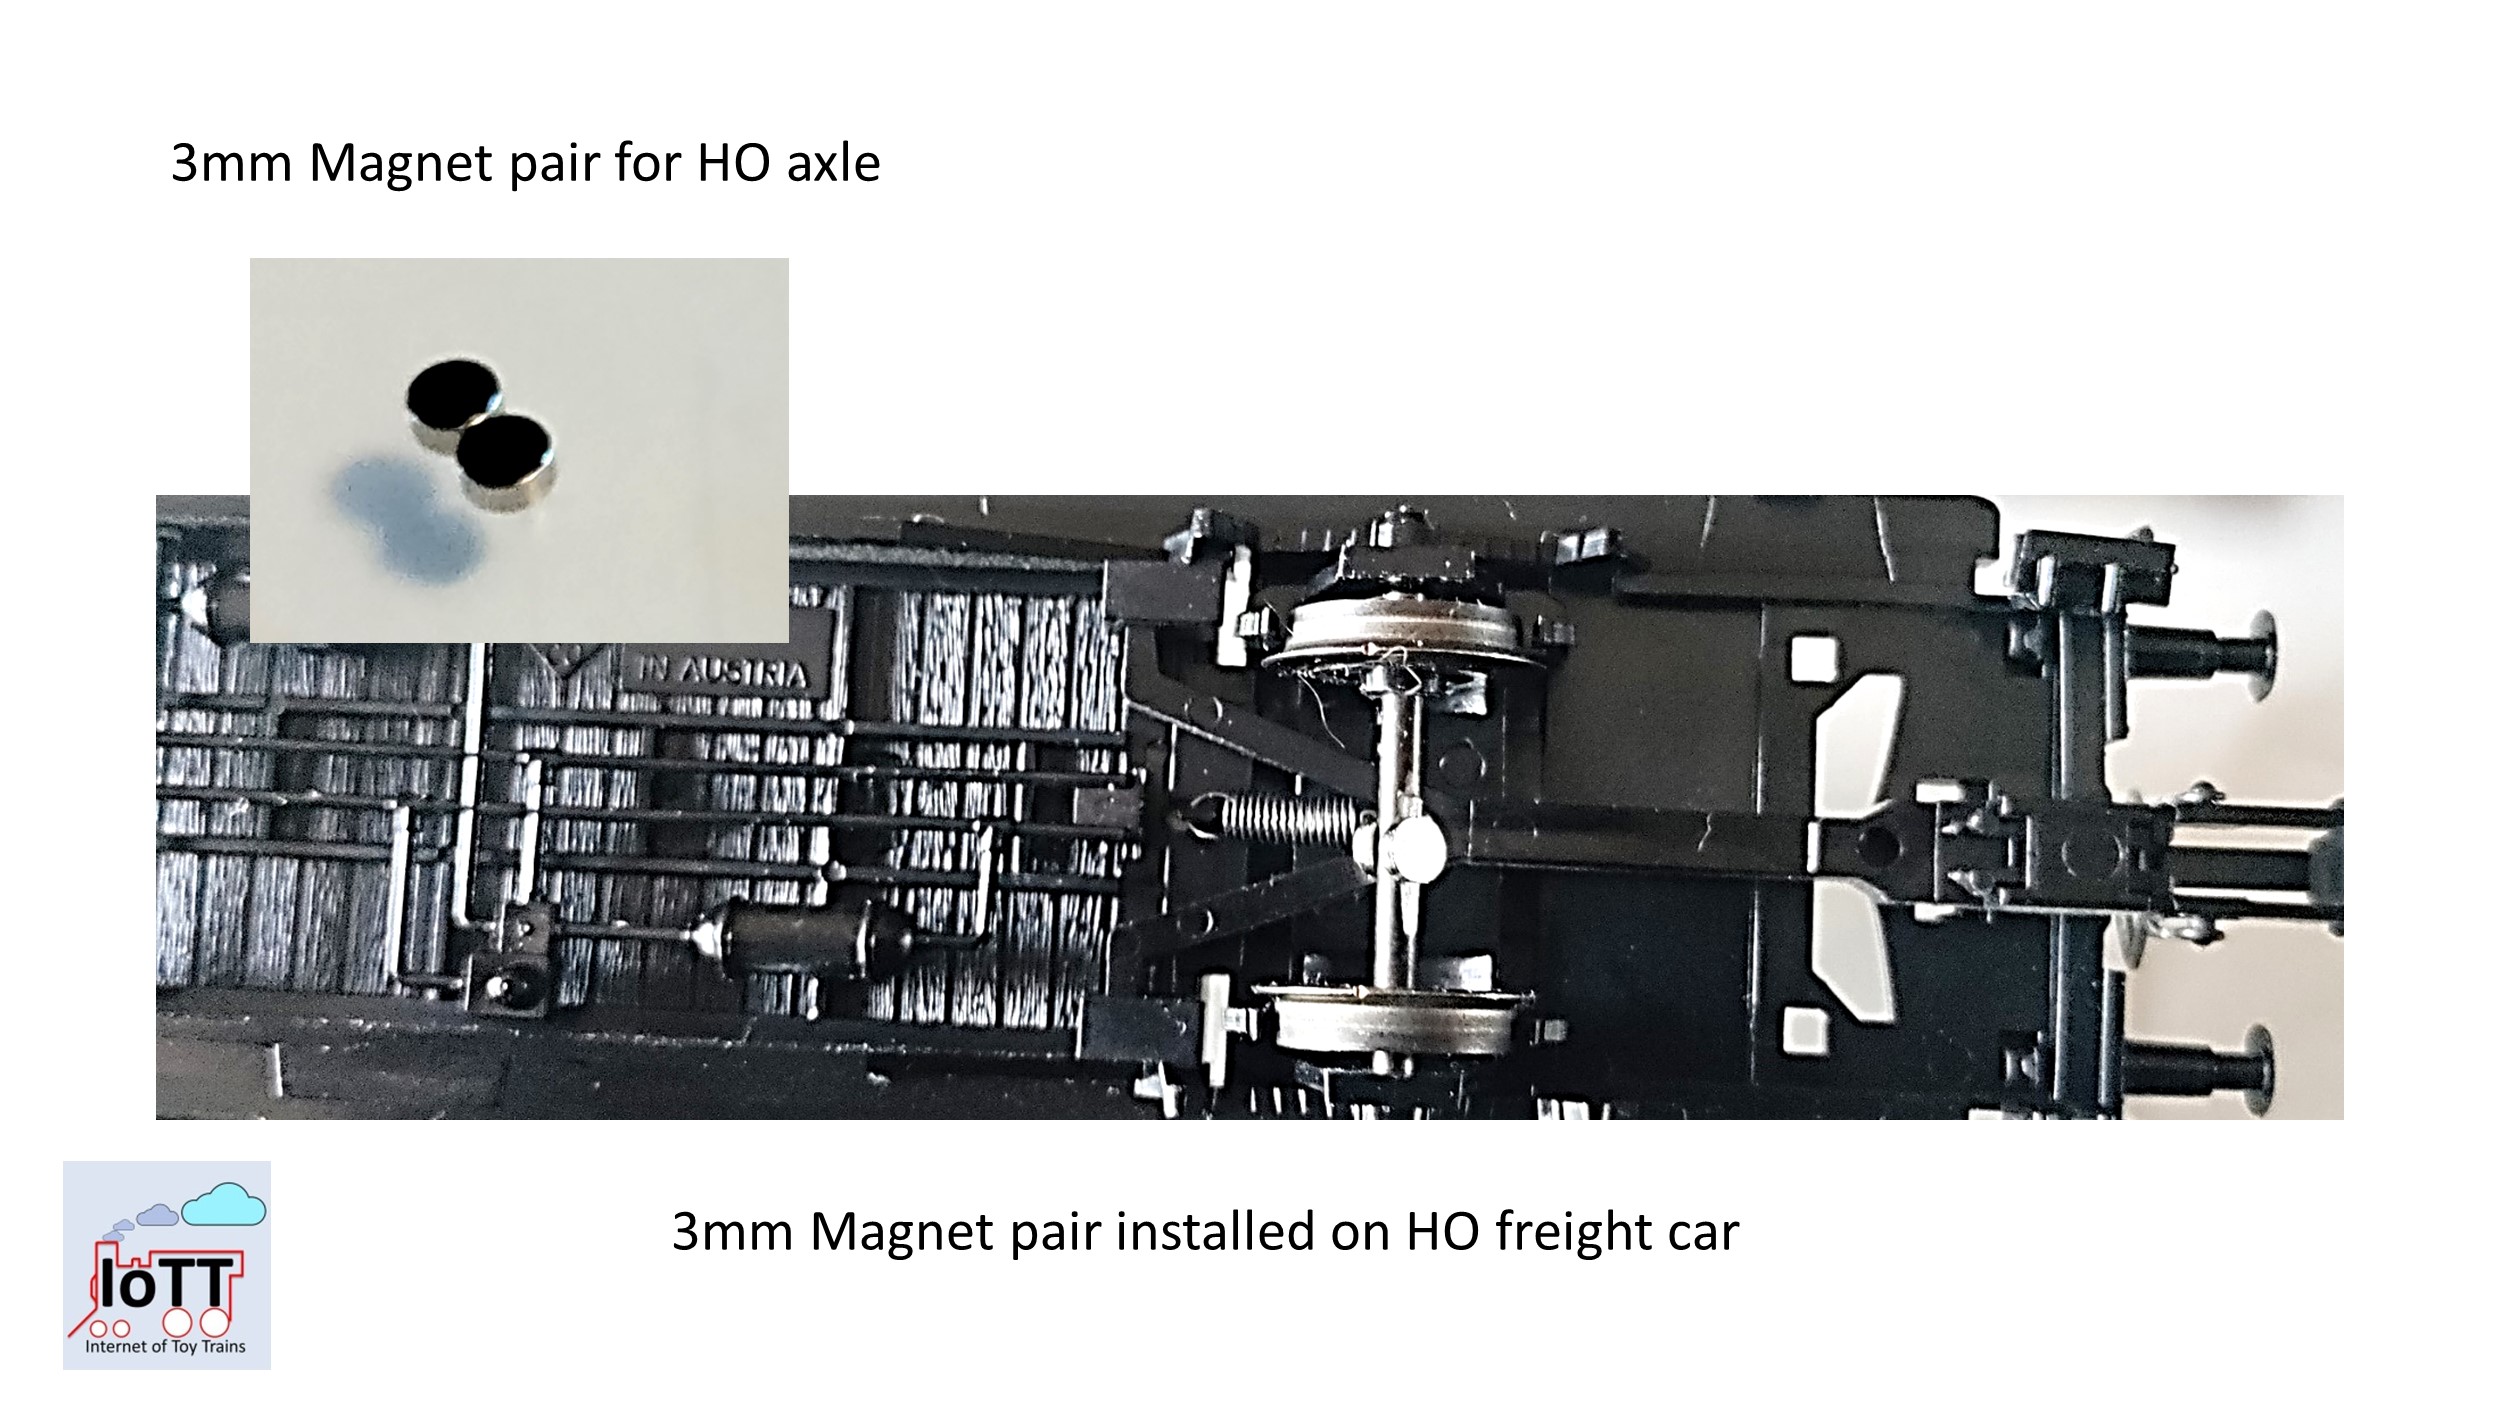 3mm Magnet pair for HO axle
IN AUSTRIA
3mm Magnet pair installed on HO freight car
IoTT
Internet of Toy Trains